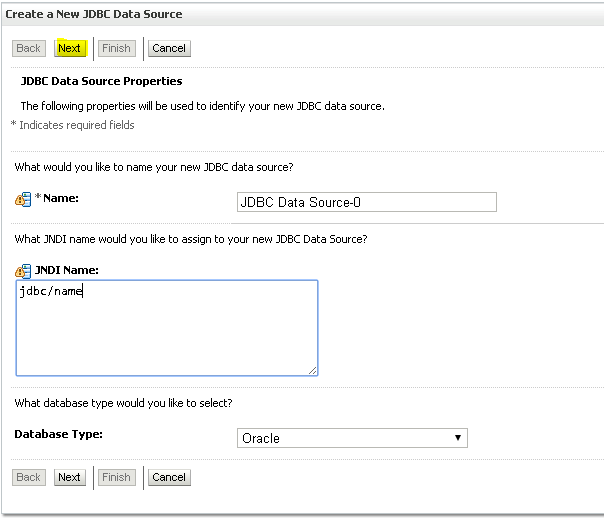 Create a New JDBC Data Source
Back Next Finish Cancel
JDBC Data Source Properties
The following properties will be used to identify your new JDBC data source.
* Indicates required fields
What would you like to name your new JDBC data source?
* Name: JDBC Data Source-0
What JNDI name would you like to assign to your new JDBC Data Source?
JNDI Name:
jdbc/name
What database type would you like to select?
Database Type: Oracle
Back Next Finish Cancel